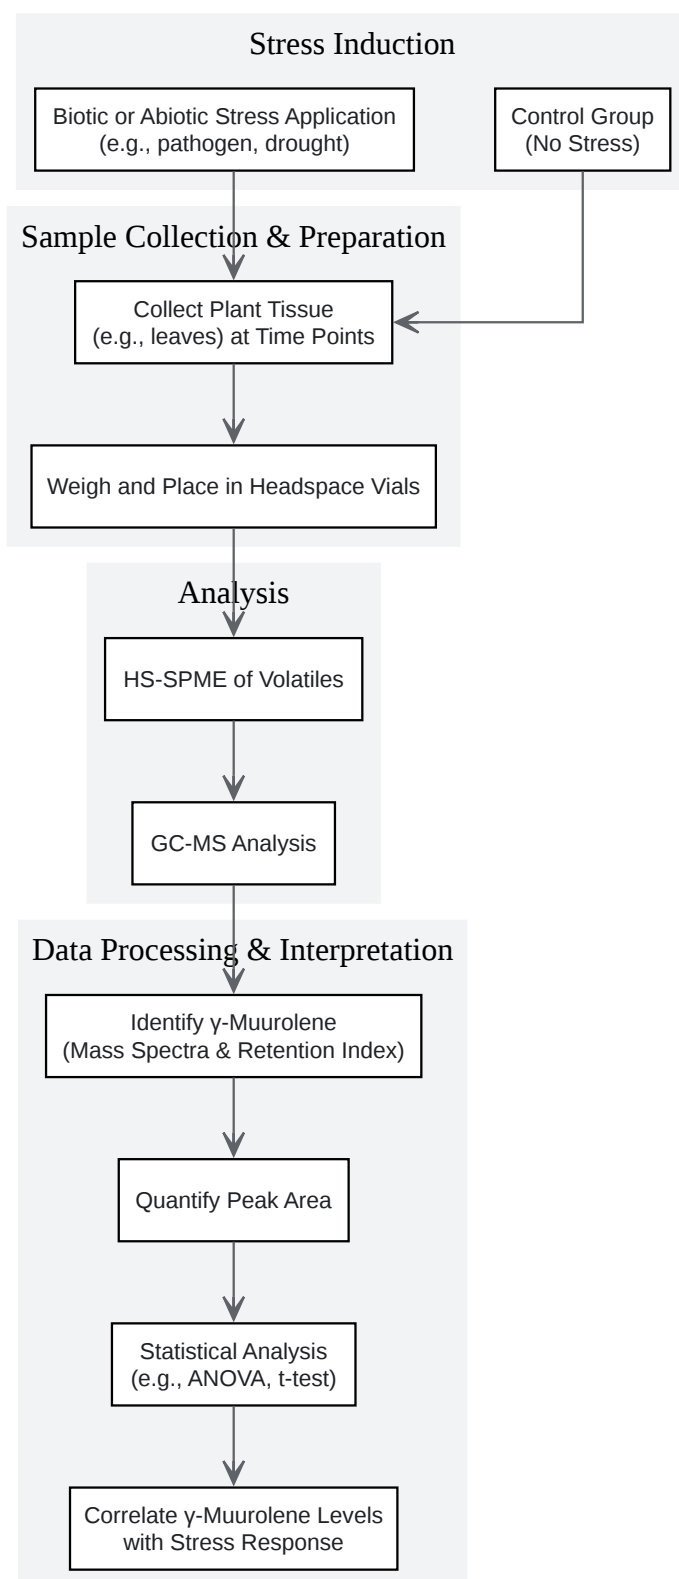 Stress Induction
Biotic or Abiotic Stress Application
(e.g., pathogen, drought)
Control Group
(No Stress)
Sample Collection & Preparation
Collect Plant Tissue
(e.g., leaves) at Time Points
Weigh and Place in Headspace Vials
Analysis
HS-SPME of Volatiles
GC-MS Analysis
Data Processing & Interpretation
Identify γ-Muurolene
(Mass Spectra & Retention Index)
Quantify Peak Area
Statistical Analysis
(e.g., ANOVA, t-test)
Correlate γ-Muurolene Levels
with Stress Response